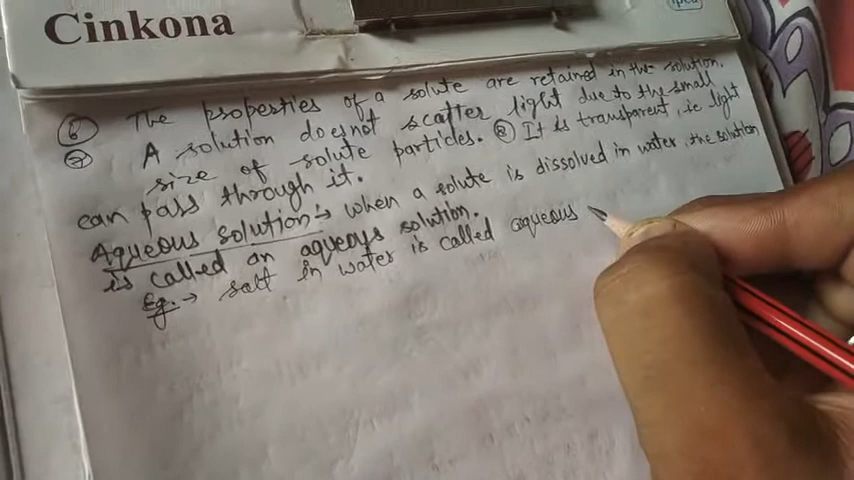 Cinkona
ipca
⑥ The properties of a solute are retained in the solution.
⑦ A solution does not scatter light due to the small
size of solute particles. ⑧ It is transparent, ie light
can pass through it.
Aqueous solution:→ when a solute is dissolved in water, the solution
is called an aqueous solution.
Eg. → salt in water is called aqueous